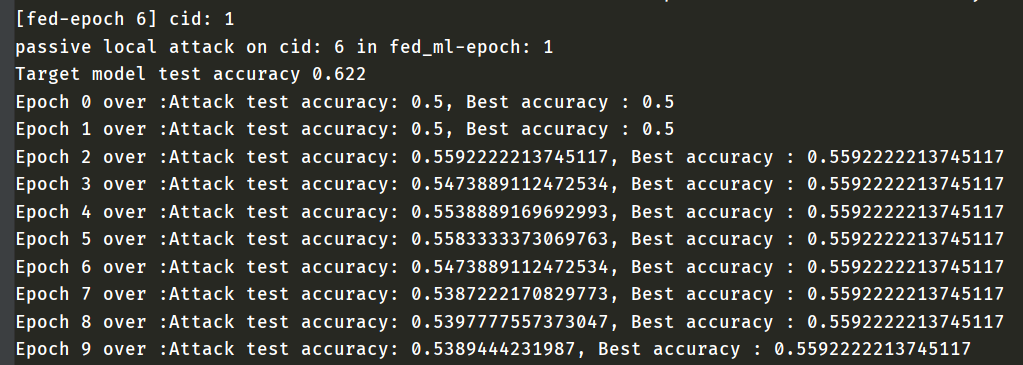 [fed-epoch 6] cid: 1
passive local attack on cid: 6 in fed_ml-epoch: 1
Target model test accuracy 0.622
Epoch 0 over :Attack test accuracy: 0.5, Best accuracy : 0.5
Epoch 1 over :Attack test accuracy: 0.5, Best accuracy : 0.5
Epoch 2 over :Attack test accuracy: 0.5592222213745117, Best accuracy : 0.5592222213745117
Epoch 3 over :Attack test accuracy: 0.5473889112472534, Best accuracy : 0.5592222213745117
Epoch 4 over :Attack test accuracy: 0.5538889169692993, Best accuracy : 0.5592222213745117
Epoch 5 over :Attack test accuracy: 0.5583333373069763, Best accuracy : 0.5592222213745117
Epoch 6 over :Attack test accuracy: 0.5473889112472534, Best accuracy : 0.5592222213745117
Epoch 7 over :Attack test accuracy: 0.5387222170829773, Best accuracy : 0.5592222213745117
Epoch 8 over :Attack test accuracy: 0.5397777557373047, Best accuracy : 0.5592222213745117
Epoch 9 over :Attack test accuracy: 0.5389444231987, Best accuracy : 0.5592222213745117